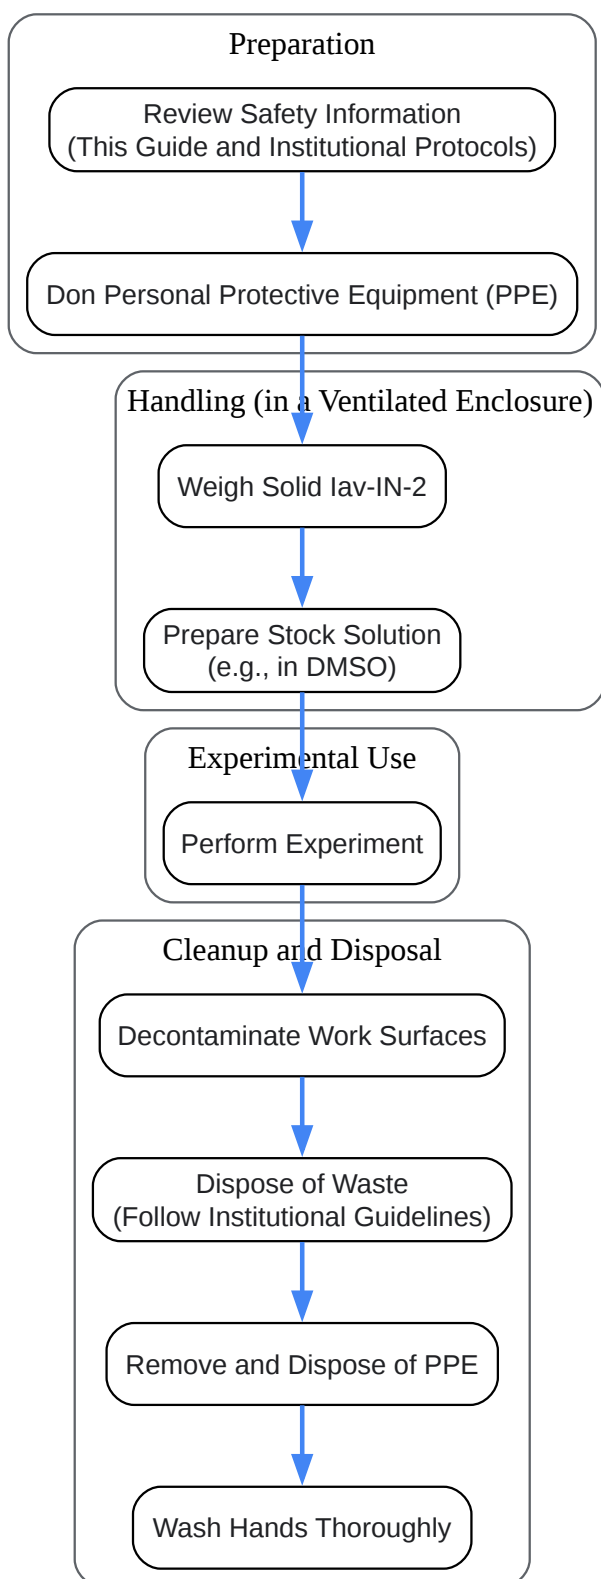 Preparation
Review Safety Information
(This Guide and Institutional Protocols)
Don Personal Protective Equipment (PPE)
Handling (in a Ventilated Enclosure)
Weigh Solid Iav-IN-2
Prepare Stock Solution
(e.g., in DMSO)
Experimental Use
Perform Experiment
Cleanup and Disposal
Decontaminate Work Surfaces
Dispose of Waste
(Follow Institutional Guidelines)
Remove and Dispose of PPE
Wash Hands Thoroughly